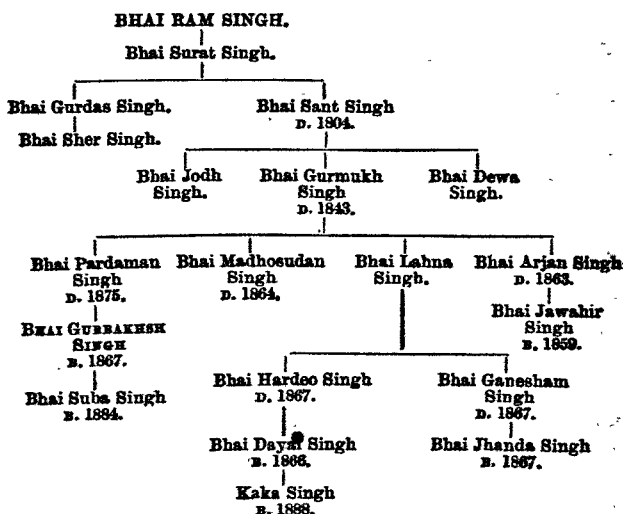 BHAI RAM SINGH.
Bhai Surat Singh.
Bhai Gurdas Singh. Bhai Sant Singh
D. 1804.
Bhai Sher Singh.
Bhai Jodh Bhai Gurmukh Bhai Dewa
Singh. Singh Singh.
D. 1843.
Bhai Pardaman Bhai Madhosudan Bhai Lahna Bhai Arjan Singh
Singh Singh Singh. D. 1863.
D. 1875. D. 1864.
Bhai Jawahir
BHAI GURBAKHSH Singh
SINGH B. 1859.
B. 1867.
Bhai Hardeo Singh Bhai Ganesham
Bhai Suba Singh D. 1867. Singh
B. 1884. D. 1867.
Bhai Dayal Singh Bhai Jhanda Singh
B. 1866. B. 1867.
Kaka Singh
B. 1888.